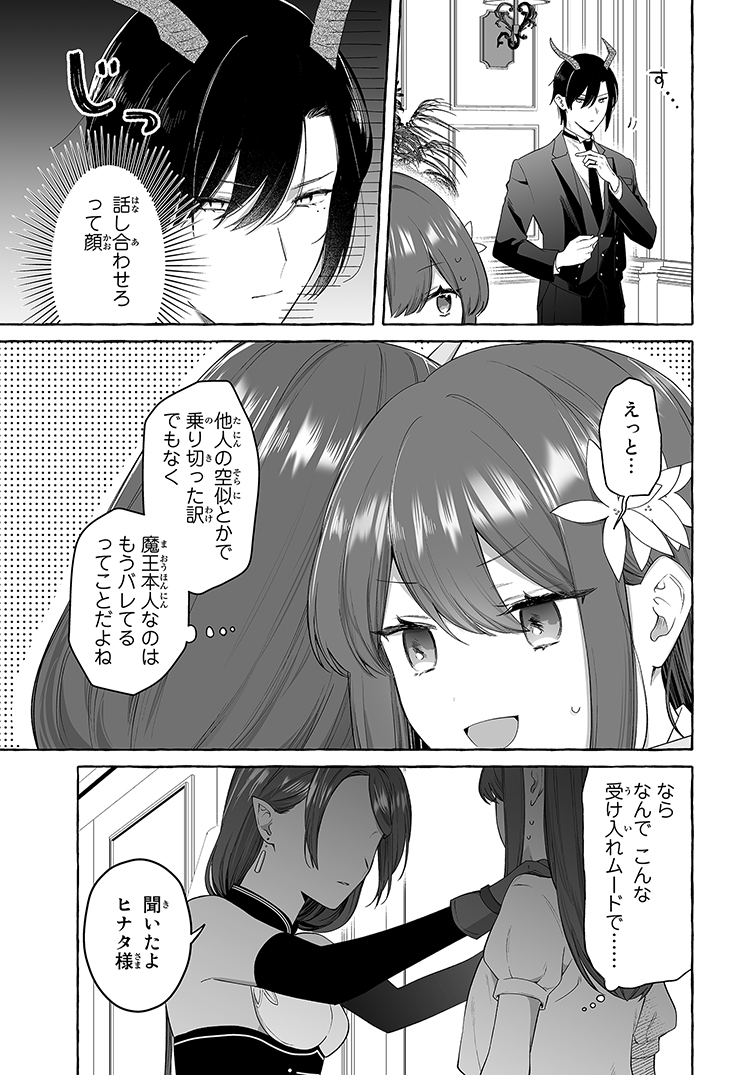 す…
じっ
話し合わせろ
って顔
えっと…
他人の空似とかで
乗り切った訳
でもなく
魔王本人なのは
もうバレてる
ってことだよね
……
なら
なんで こんな
受け入れムードで……
聞いたよ
ヒナタ様